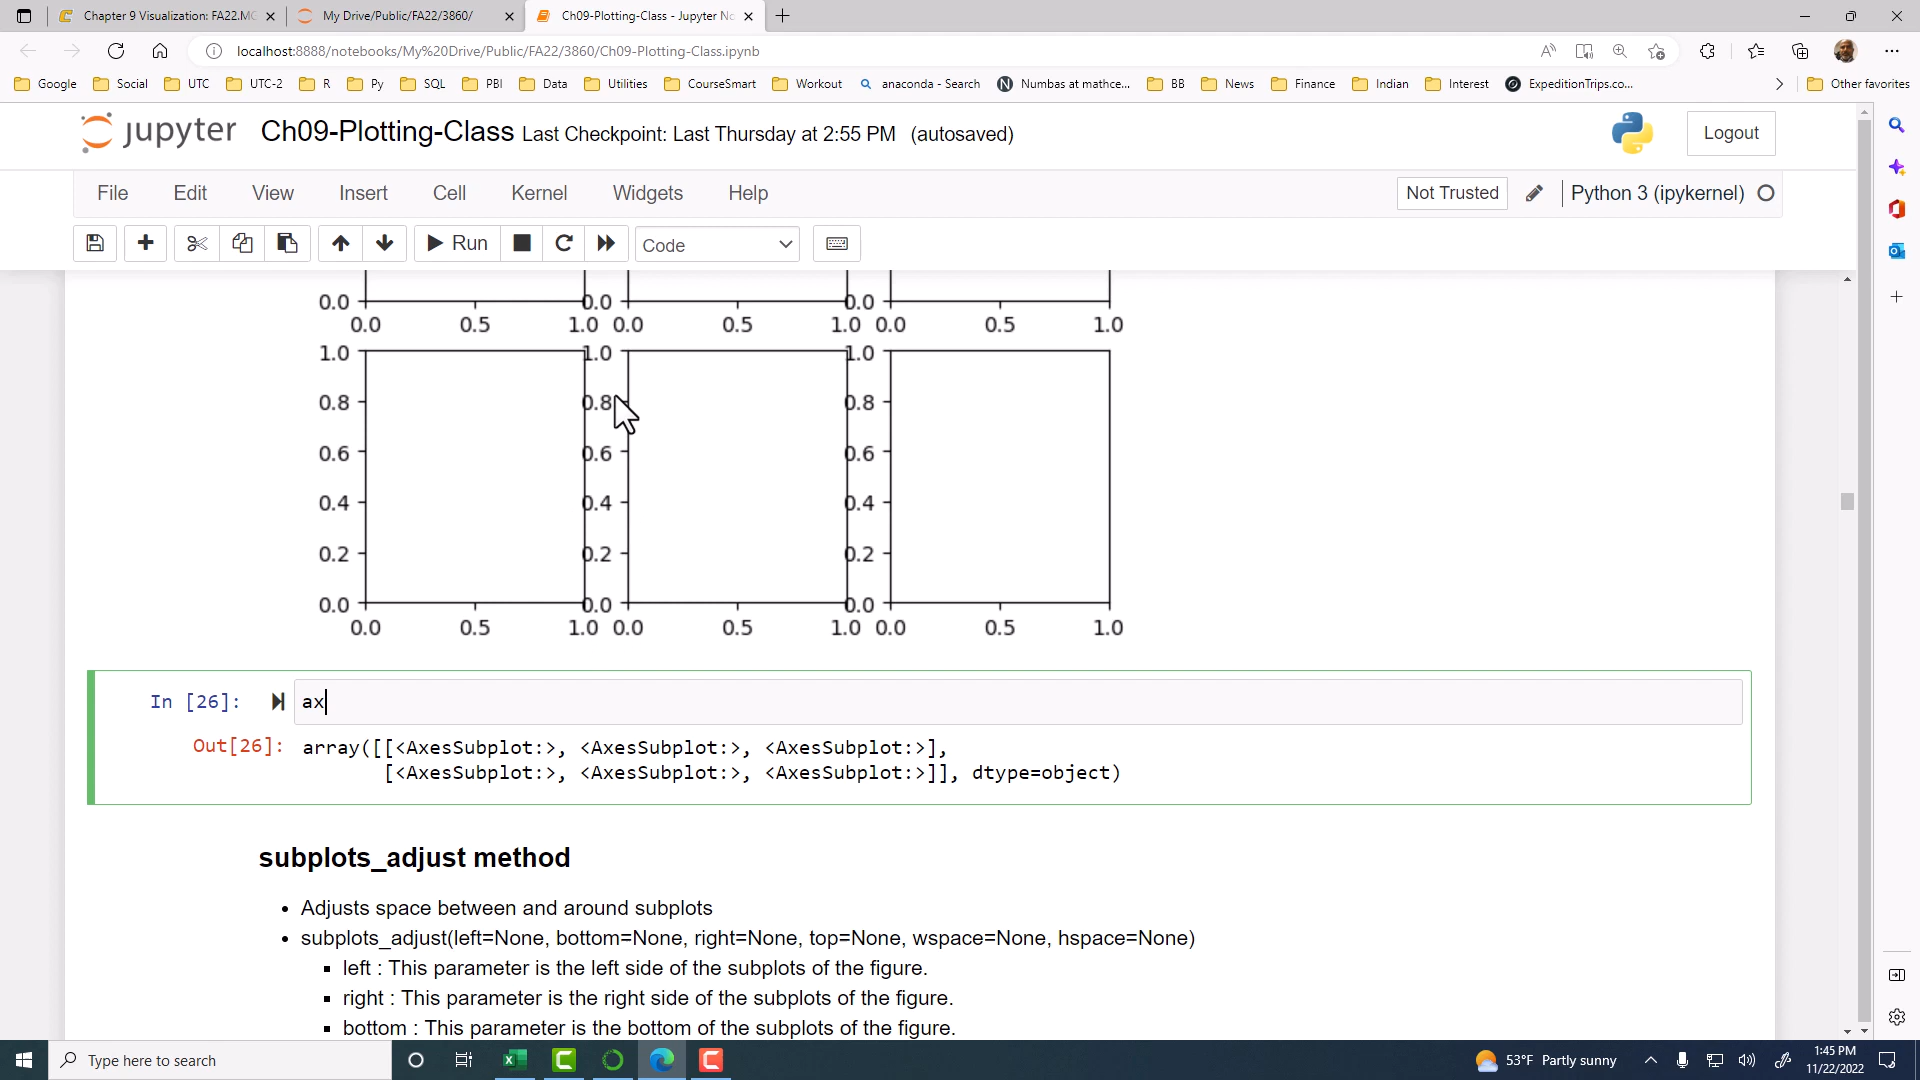 Chapter 9 Visualization: FA22.MG
My Drive/Public/FA22/3860/
Ch09-Plotting-Class - Jupyter No
localhost:8888/notebooks/My%20Drive/Public/FA22/3860/Ch09-Plotting-Class.ipynb
Google Social UTC UTC-2 R Py SQL PBI Data Utilities CourseSmart Workout anaconda - Search Numbas at mathce... BB News Finance Indian Interest ExpeditionTrips.co... Other favorites
jupyter Ch09-Plotting-Class Last Checkpoint: Last Thursday at 2:55 PM (autosaved) Logout
File Edit View Insert Cell Kernel Widgets Help Not Trusted Python 3 (ipykernel)
Run Code
0.0 0.0 0.0
0.0 0.5 1.0 0.0 0.5 1.0 0.0 0.5 1.0
1.0 1.0 1.0
0.8 0.8 0.8
0.6 0.6 0.6
0.4 0.4 0.4
0.2 0.2 0.2
0.0 0.0 0.0
0.0 0.5 1.0 0.0 0.5 1.0 0.0 0.5 1.0
In [26]: ax
Out[26]: array([[<AxesSubplot:>, <AxesSubplot:>, <AxesSubplot:>],
[<AxesSubplot:>, <AxesSubplot:>, <AxesSubplot:>]], dtype=object)
subplots_adjust method
• Adjusts space between and around subplots
• subplots_adjust(left=None, bottom=None, right=None, top=None, wspace=None, hspace=None)
▪ left : This parameter is the left side of the subplots of the figure.
▪ right : This parameter is the right side of the subplots of the figure.
▪ bottom : This parameter is the bottom of the subplots of the figure.
Type here to search
53°F Partly sunny
1:45 PM
11/22/2022